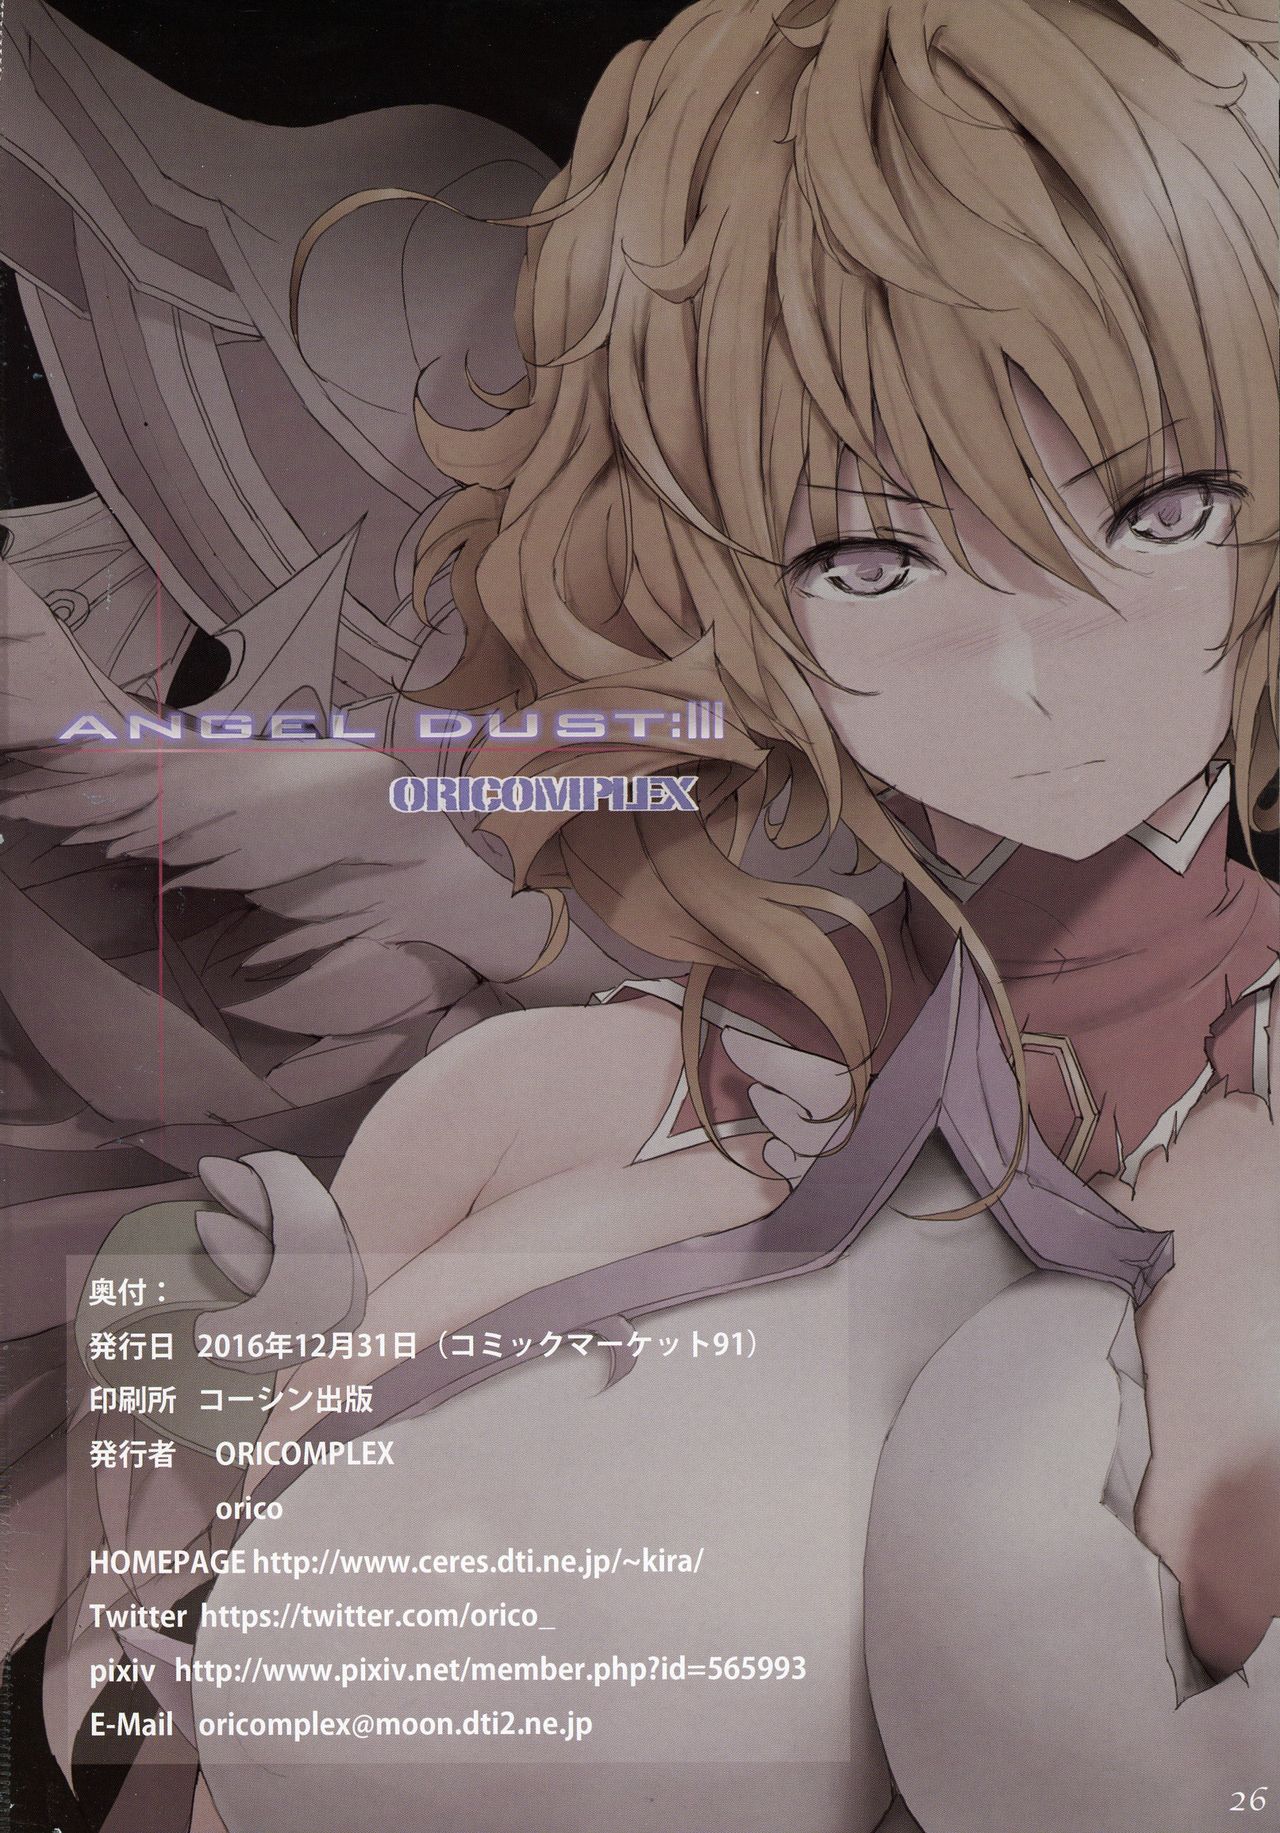 ANGEL DUST:III
ORICOMPLEX
奥付：
発行日 2016年12月31日（コミックマーケット91）
印刷所 コーシン出版
発行者 ORICOMPLEX
orico
HOMEPAGE http://www.ceres.dti.ne.jp/~kira/
Twitter https://twitter.com/orico_
pixiv http://www.pixiv.net/member.php?id=565993
E-Mail oricomplex@moon.dti2.ne.jp
26